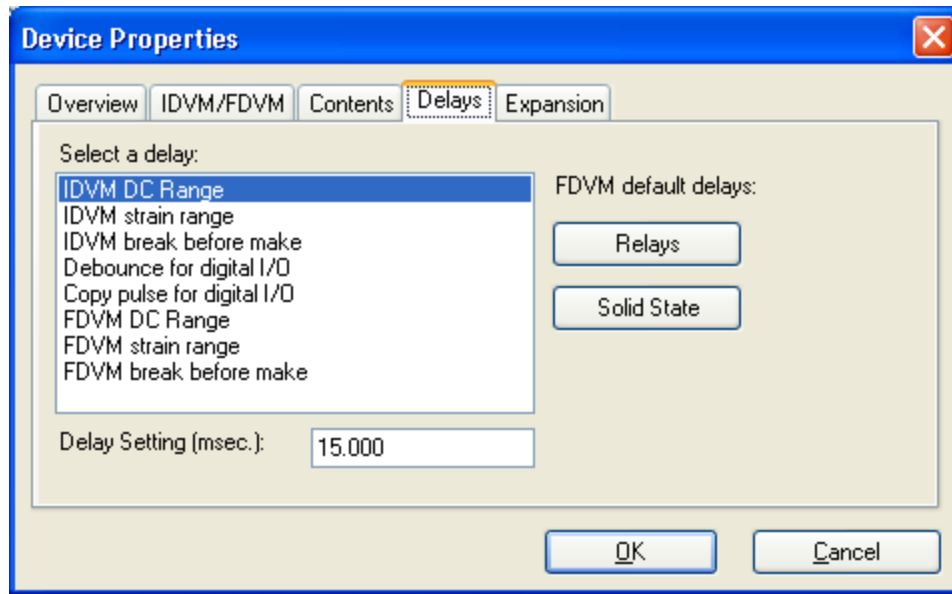 Device Properties
Overview IDVM/FDVM Contents Delays Expansion
Select a delay:
IDVM DC Range
IDVM strain range
IDVM break before make
Debounce for digital I/O
Copy pulse for digital I/O
FDVM DC Range
FDVM strain range
FDVM break before make
FDVM default delays:
Relays
Solid State
Delay Setting (msec.): 15.000
OK Cancel